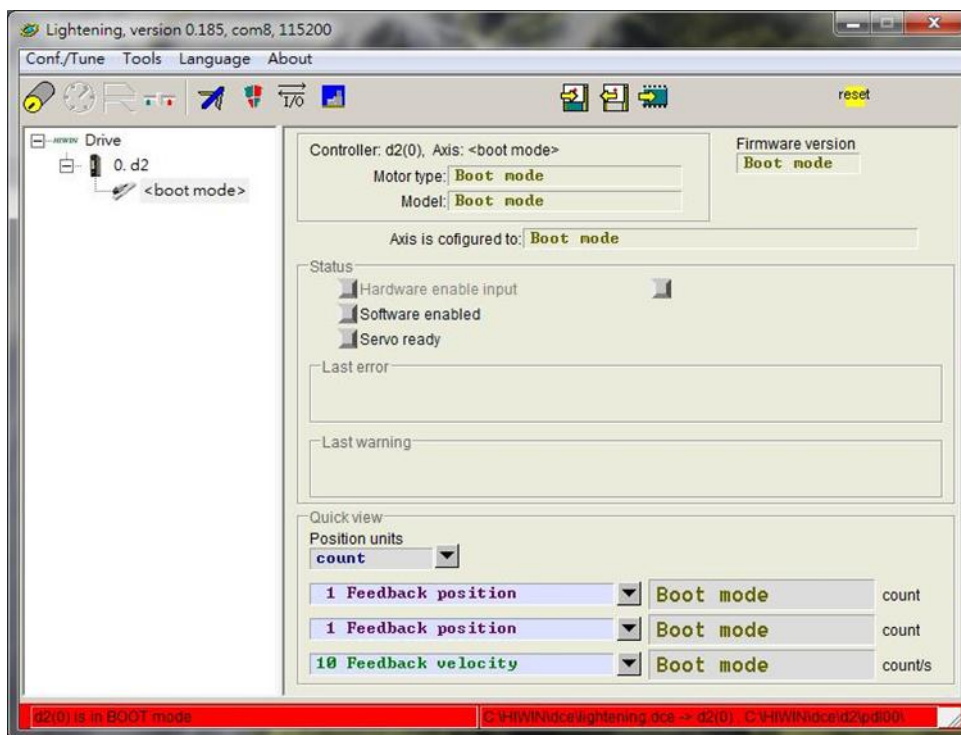 Lightening, version 0.185, com8, 115200
Conf./Tune Tools Language About
I/0
reset
HIWIN Drive
0. d2
<boot mode>
Controller: d2(0), Axis: <boot mode>
Motor type: Boot mode
Model: Boot mode
Firmware version
Boot mode
Axis is cofigured to: Boot mode
Status
Hardware enable input
Software enabled
Servo ready
Last error
Last warning
Quick view
Position units
count
1 Feedback position Boot mode count
1 Feedback position Boot mode count
10 Feedback velocity Boot mode count/s
d2(0) is in BOOT mode C:\HIWIN\dce\lightening.dce -> d2(0) , C:\HIWIN\dce\d2\pdl00\